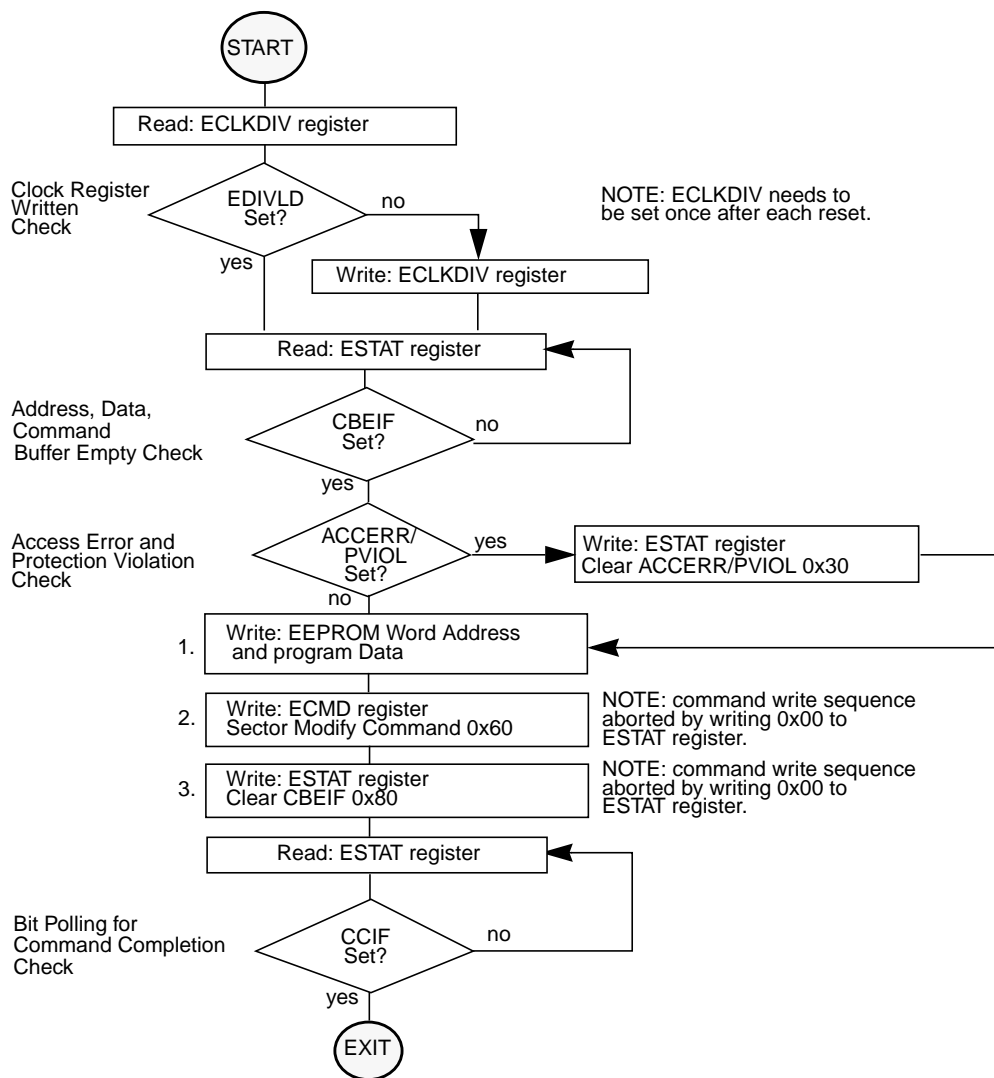 START
Read: ECLKDIV register
Clock Register
Written
Check
EDIVLD
Set?
no
yes
NOTE: ECLKDIV needs to
be set once after each reset.
Write: ECLKDIV register
Read: ESTAT register
Address, Data,
Command
Buffer Empty Check
CBEIF
Set?
no
yes
Access Error and
Protection Violation
Check
ACCERR/
PVIOL
Set?
yes
no
Write: ESTAT register
Clear ACCERR/PVIOL 0x30
1.
Write: EEPROM Word Address
and program Data
2.
Write: ECMD register
Sector Modify Command 0x60
NOTE: command write sequence
aborted by writing 0x00 to
ESTAT register.
3.
Write: ESTAT register
Clear CBEIF 0x80
NOTE: command write sequence
aborted by writing 0x00 to
ESTAT register.
Read: ESTAT register
Bit Polling for
Command Completion
Check
CCIF
Set?
no
yes
EXIT